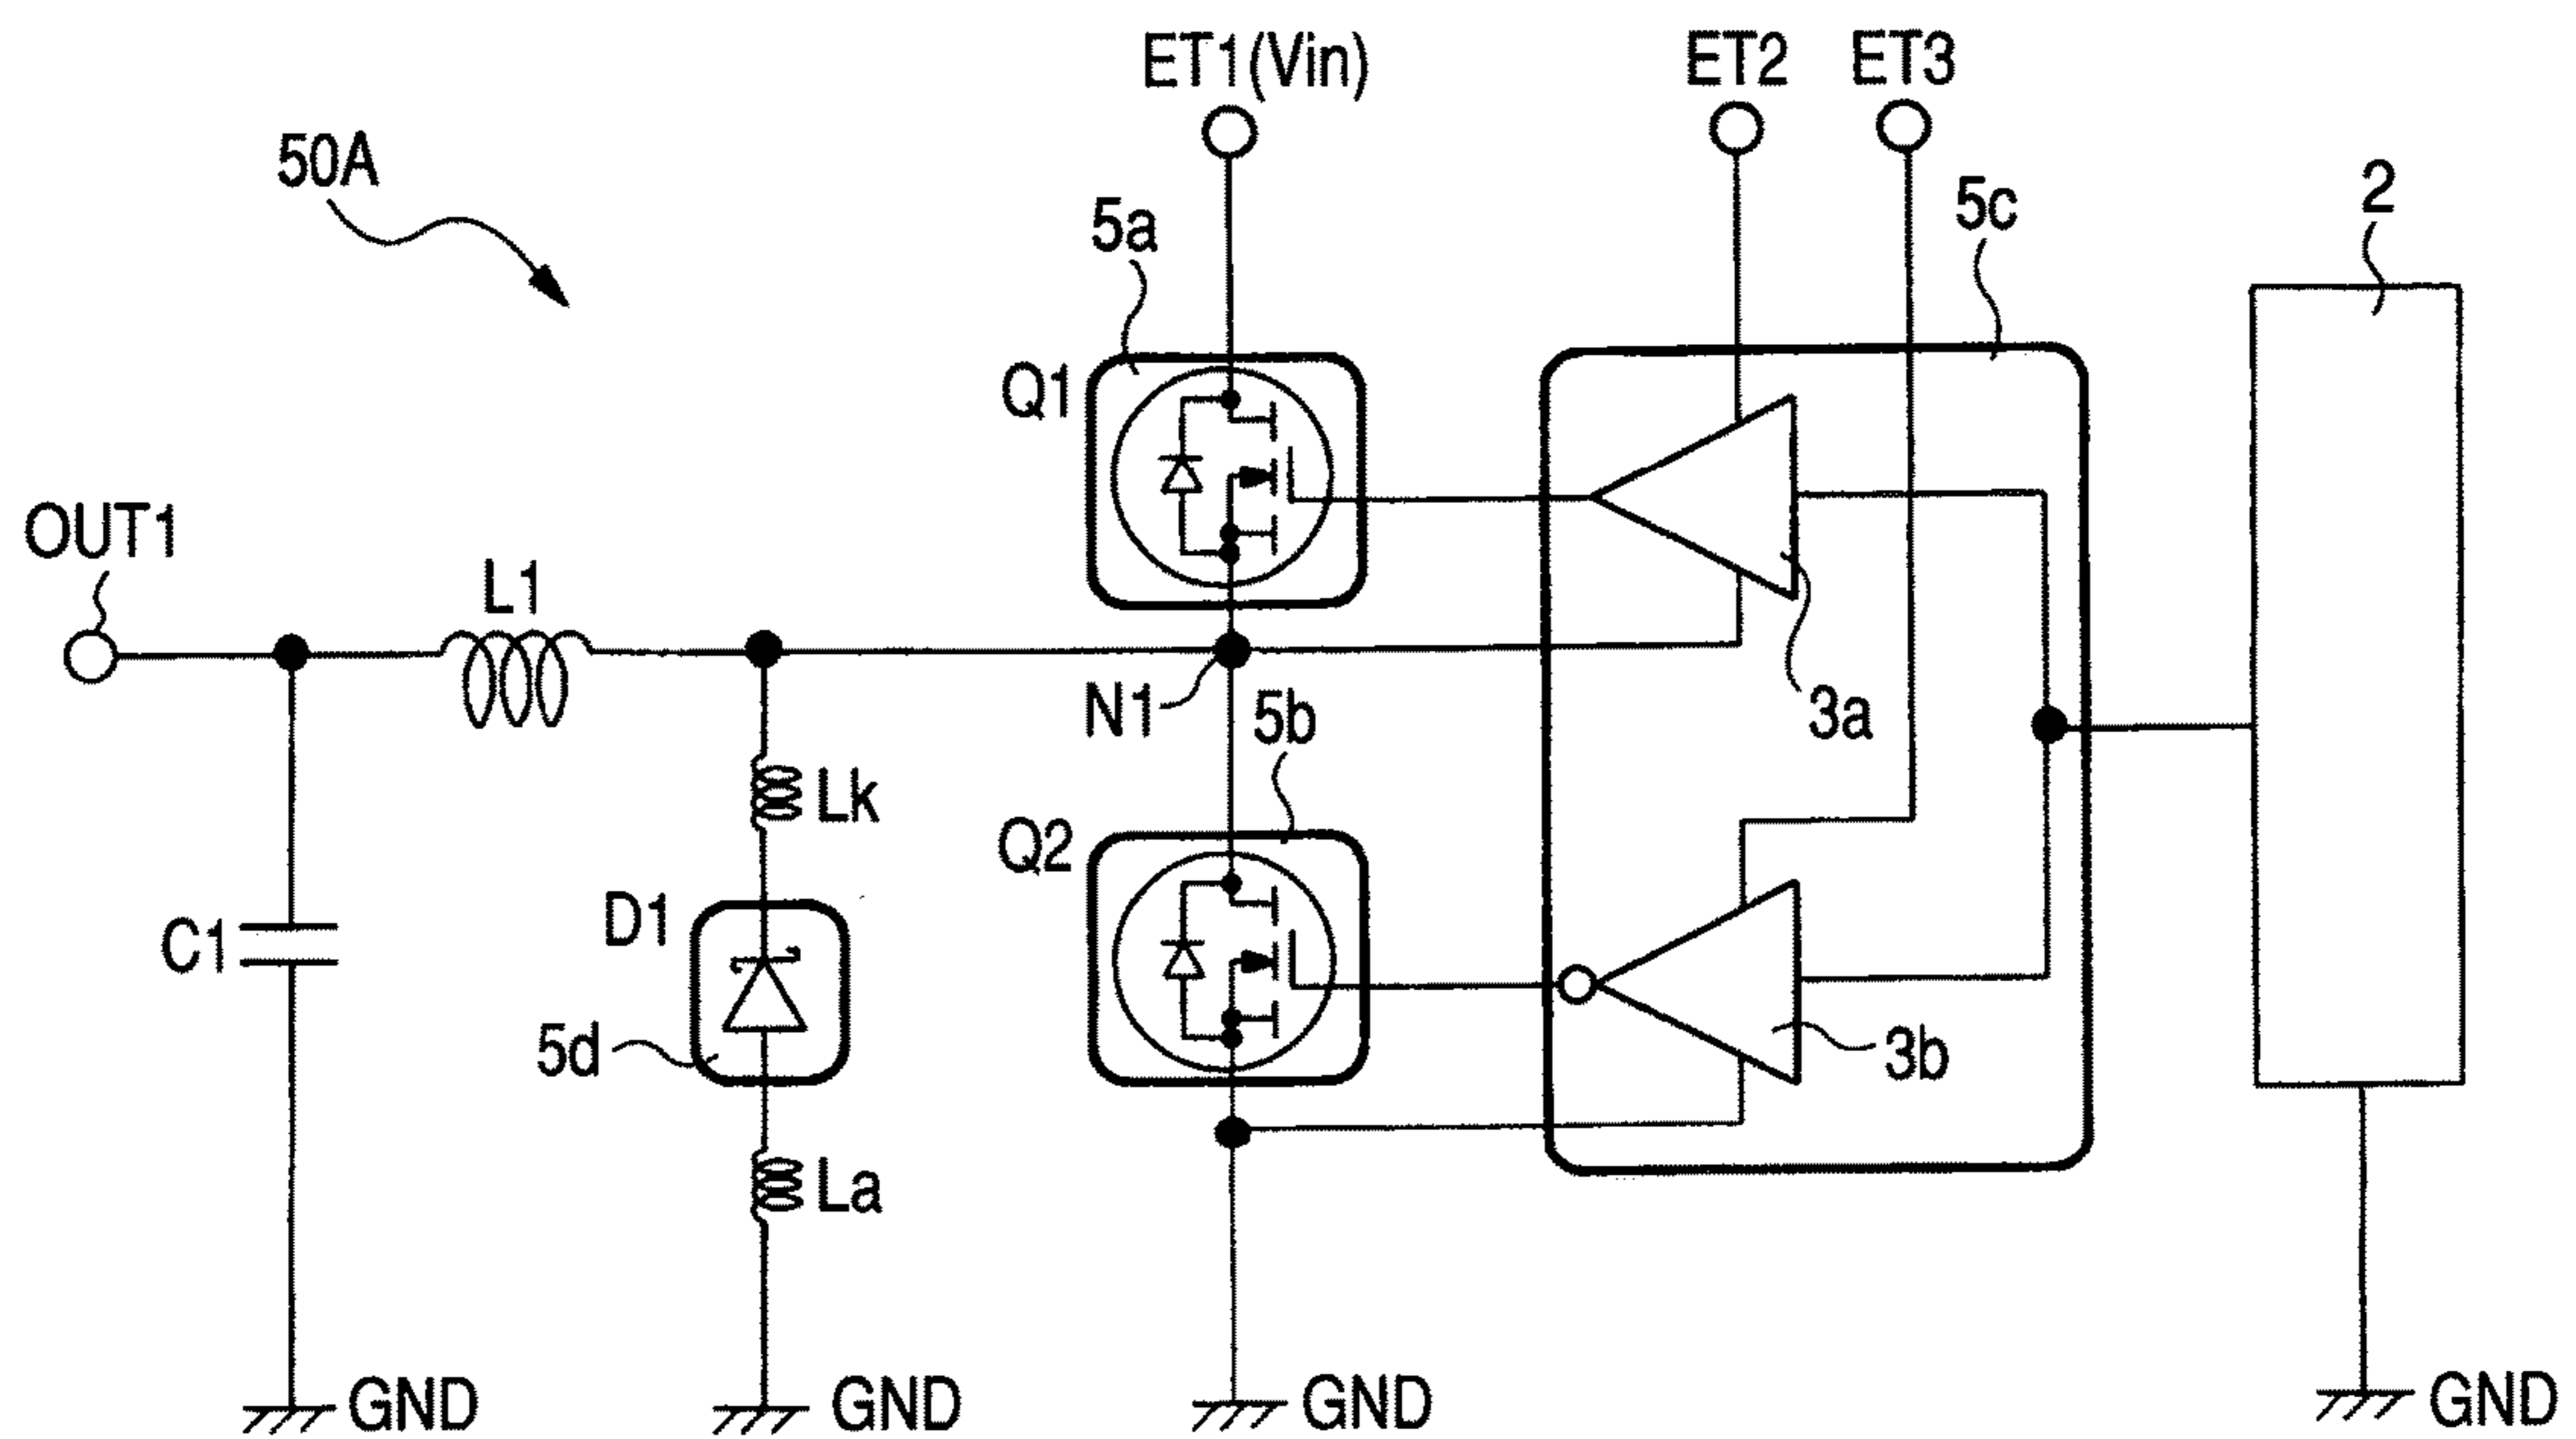 ET1(Vin)
ET2
ET3
50A
5a
5c
2
Q1
OUT1
L1
N1
5b
3a
Lk
Q2
D1
C1
5d
3b
La
GND
GND
GND
GND